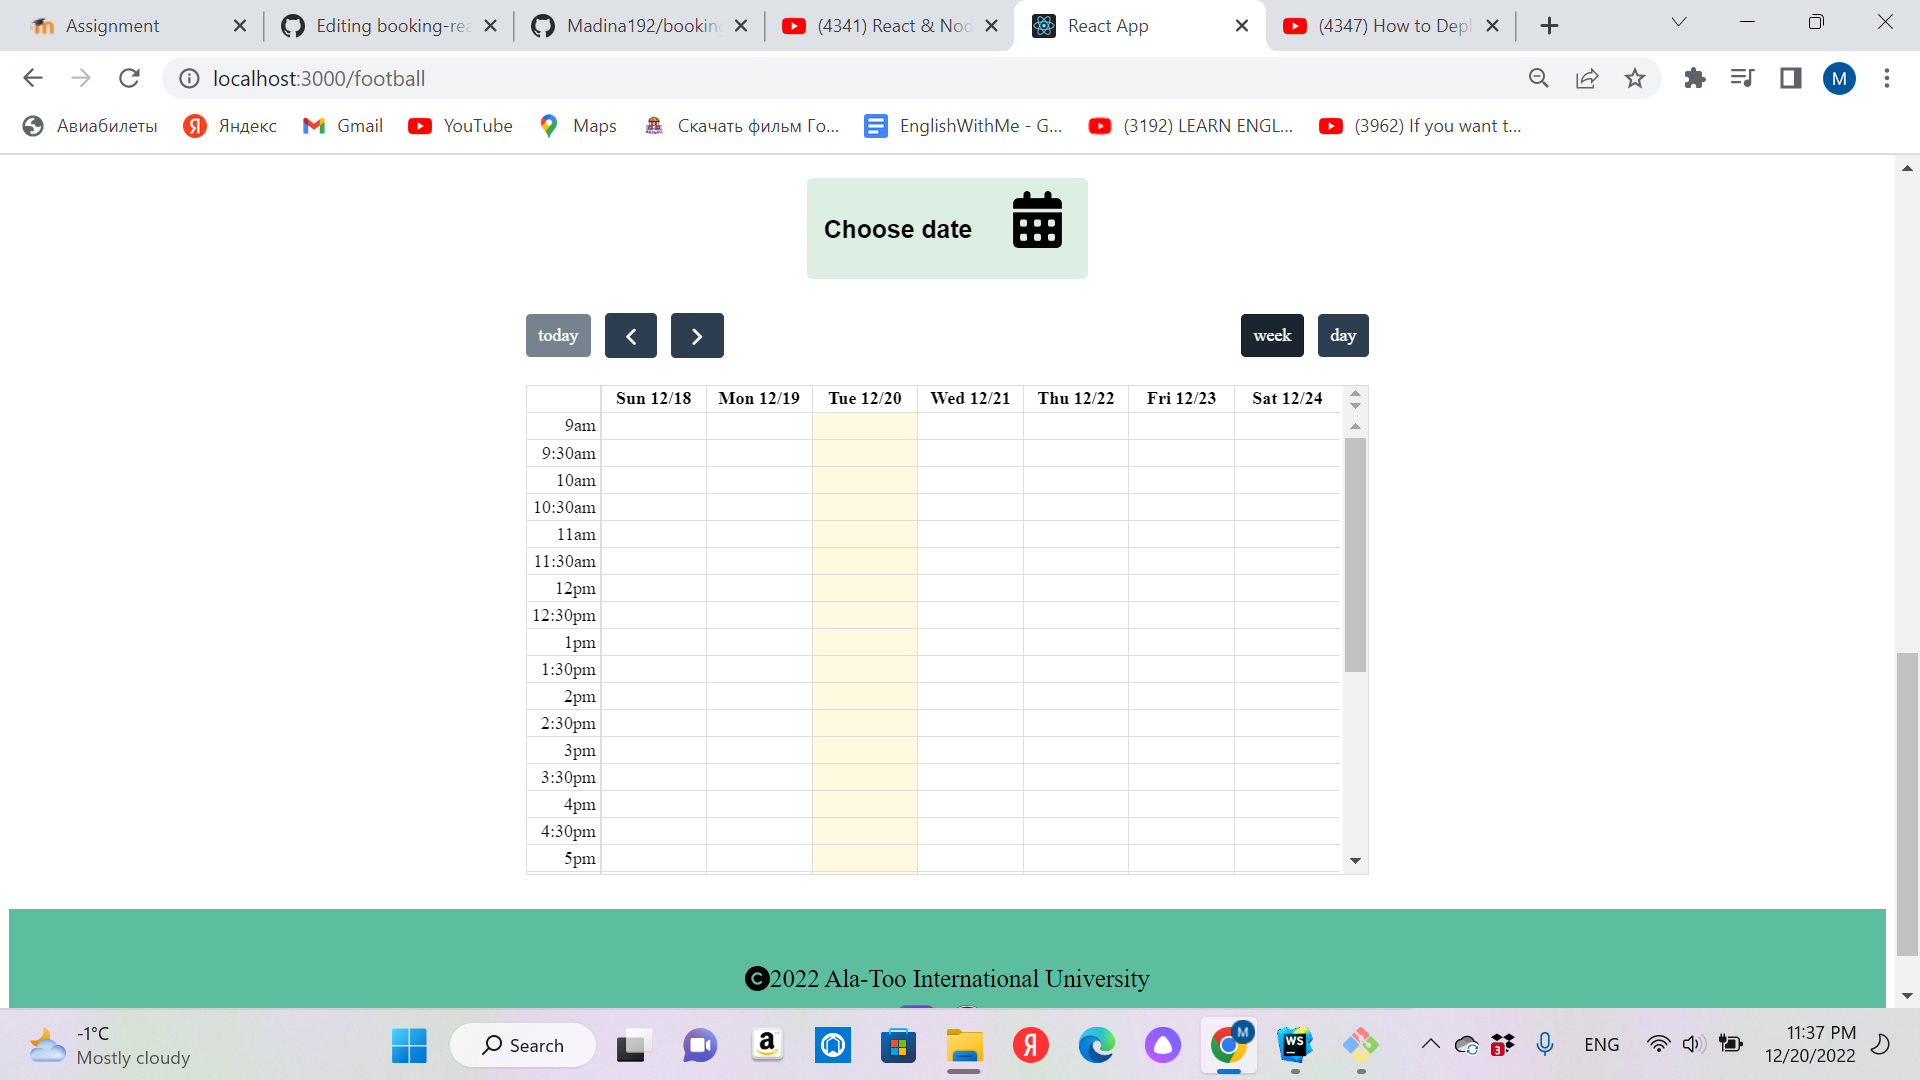 Assignment
Editing booking-rea
Madina192/booking
(4341) React & Nod
React App
(4347) How to Depl
localhost:3000/football
M
Авиабилеты
Яндекс
Gmail
YouTube
Maps
Скачать фильм Го...
EnglishWithMe - G...
(3192) LEARN ENGL...
(3962) If you want t...
Choose date
today
week
day
Sun 12/18 Mon 12/19 Tue 12/20 Wed 12/21 Thu 12/22 Fri 12/23 Sat 12/24
9am
9:30am
10am
10:30am
11am
11:30am
12pm
12:30pm
1pm
1:30pm
2pm
2:30pm
3pm
3:30pm
4pm
4:30pm
5pm
©2022 Ala-Too International University
-1°C
Mostly cloudy
Search
a
Я
M
WS
3
ENG
11:37 PM
12/20/2022